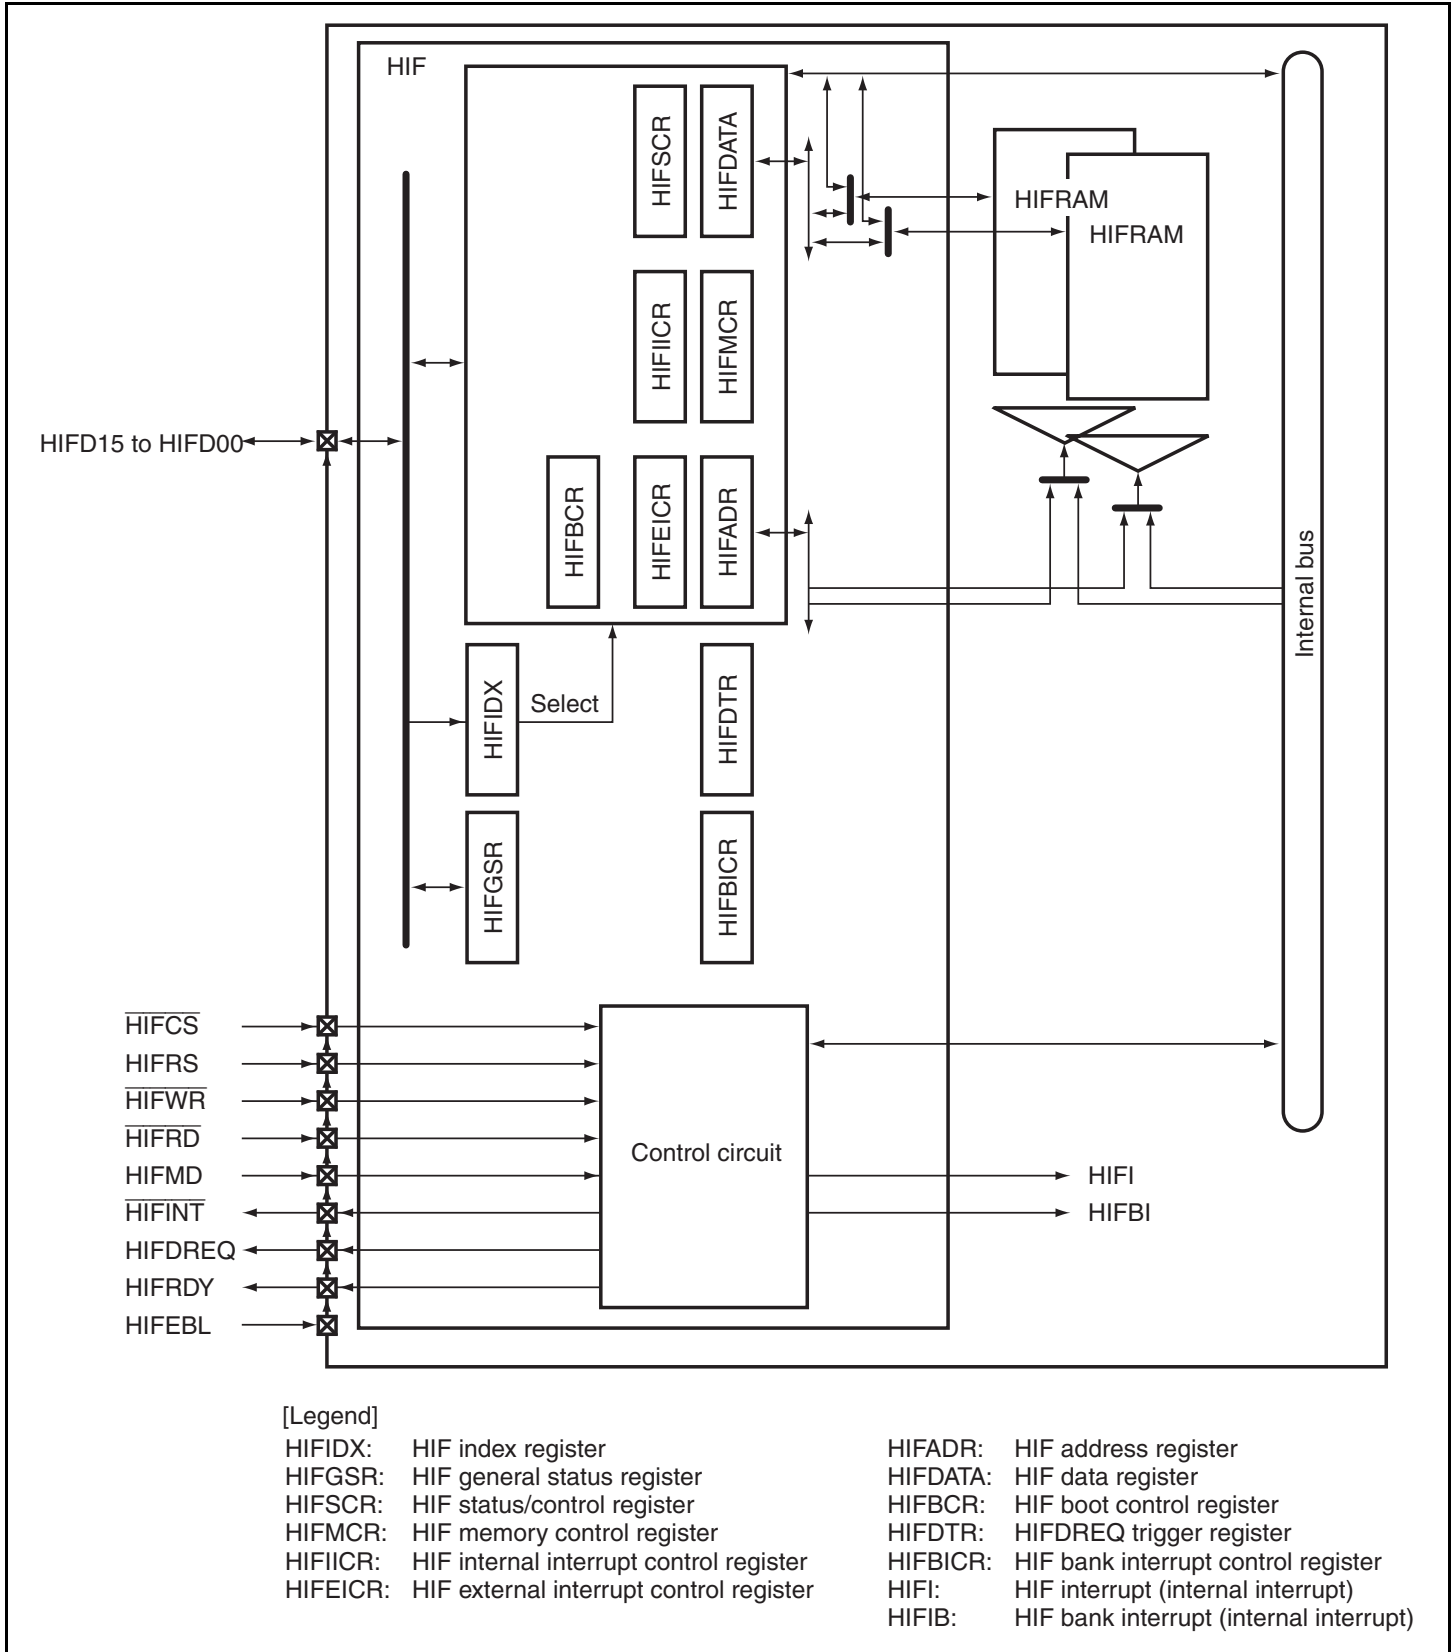 HIF
HIFSCR
HIFDATA
HIFRAM
HIFRAM
HIFIICR
HIFMCR
HIFD15 to HIFD00
HIFBCR
HIFEICR
HIFADR
Internal bus
HIFIDX
Select
HIFDTR
HIFGSR
HIFBICR
HIFCS
HIFRS
HIFWR
HIFRD
HIFMD
HIFINT
HIFDREQ
HIFRDY
HIFEBL
Control circuit
HIFI
HIFBI
[Legend]
HIFIDX: HIF index register
HIFGSR: HIF general status register
HIFSCR: HIF status/control register
HIFMCR: HIF memory control register
HIFIICR: HIF internal interrupt control register
HIFEICR: HIF external interrupt control register
HIFADR: HIF address register
HIFDATA: HIF data register
HIFBCR: HIF boot control register
HIFDTR: HIFDREQ trigger register
HIFBICR: HIF bank interrupt control register
HIFI: HIF interrupt (internal interrupt)
HIFIB: HIF bank interrupt (internal interrupt)